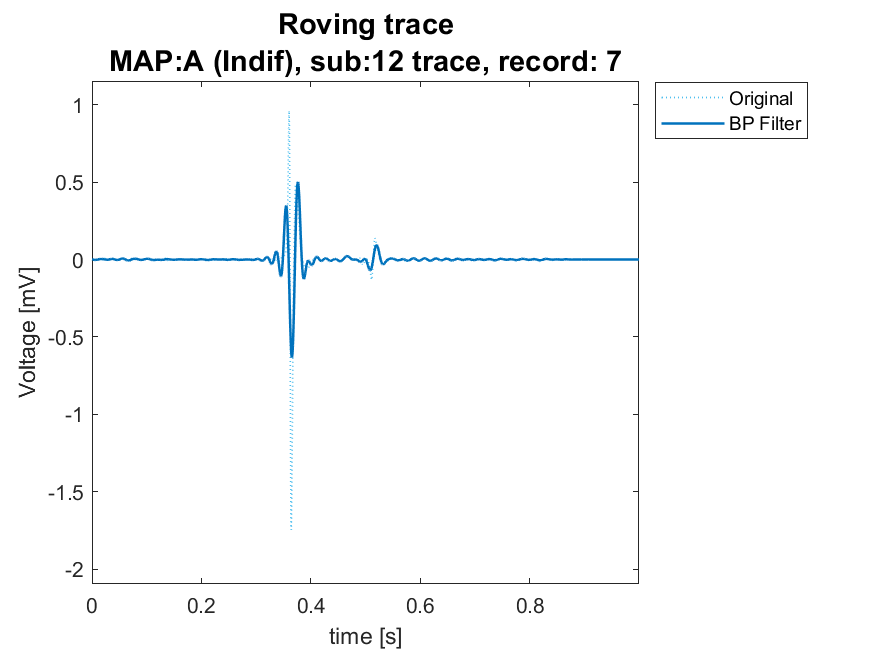 Roving trace
MAP:A (Indif), sub:12 trace, record: 7
Original
BP Filter
1
0.5
0
-0.5
-1
-1.5
-2
Voltage [mV]
0 0.2 0.4 0.6 0.8
time [s]